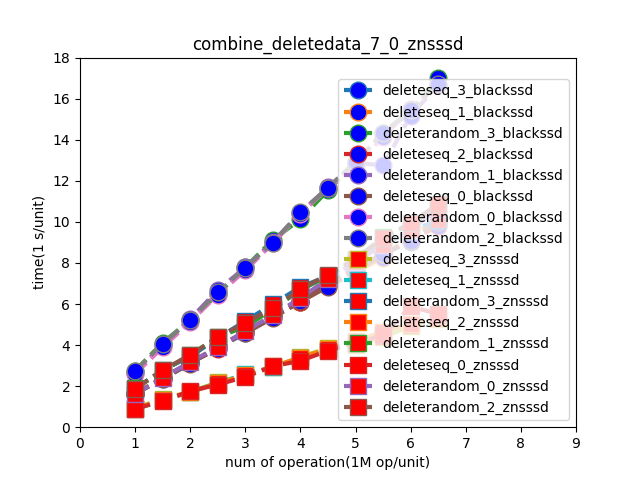 combine_deletedata_7_0_znsssd
18
16
14
12
10
8
6
4
2
0
time(1 s/unit)
deleteseq_3_blackssd
deleteseq_1_blackssd
deleterandom_3_blackssd
deleteseq_2_blackssd
deleterandom_1_blackssd
deleteseq_0_blackssd
deleterandom_0_blackssd
deleterandom_2_blackssd
deleteseq_3_znsssd
deleteseq_1_znsssd
deleterandom_3_znsssd
deleteseq_2_znsssd
deleterandom_1_znsssd
deleteseq_0_znsssd
deleterandom_0_znsssd
deleterandom_2_znsssd
0 1 2 3 4 5 6 7 8 9
num of operation(1M op/unit)